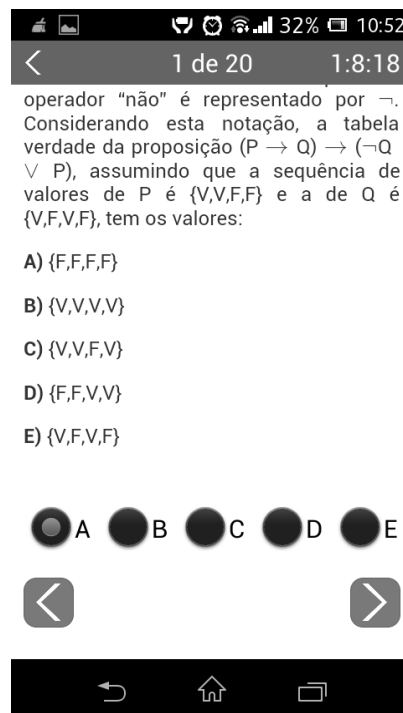 32% 10:52
1 de 20 1:8:18
operador “não” é representado por ¬.
Considerando esta notação, a tabela
verdade da proposição (P → Q) → (¬Q
∨ P), assumindo que a sequência de
valores de P é {V,V,F,F} e a de Q é
{V,F,V,F}, tem os valores:
A) {F,F,F,F}
B) {V,V,V,V}
C) {V,V,F,V}
D) {F,F,V,V}
E) {V,F,V,F}
A B C D E